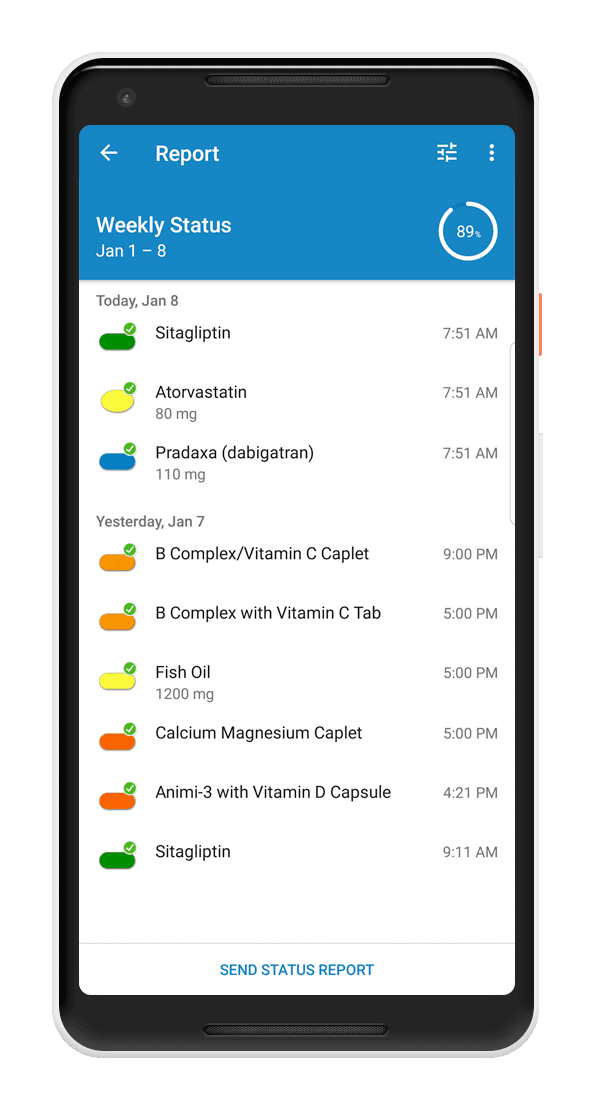 Report
Weekly Status
89%
Jan 1 – 8
Today, Jan 8
Sitagliptin 7:51 AM
Atorvastatin 7:51 AM
80 mg
Pradaxa (dabigatran) 7:51 AM
110 mg
Yesterday, Jan 7
B Complex/Vitamin C Caplet 9:00 PM
B Complex with Vitamin C Tab 5:00 PM
Fish Oil 5:00 PM
1200 mg
Calcium Magnesium Caplet 5:00 PM
Animi-3 with Vitamin D Capsule 4:21 PM
Sitagliptin 9:11 AM
SEND STATUS REPORT